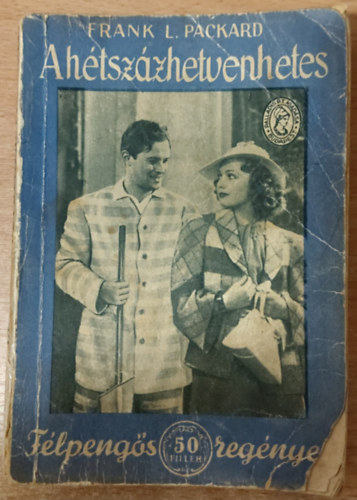 FRANK L. PACKARD
A hétszázhetvenhetes
Félpengős 50 FILLÉR regénye